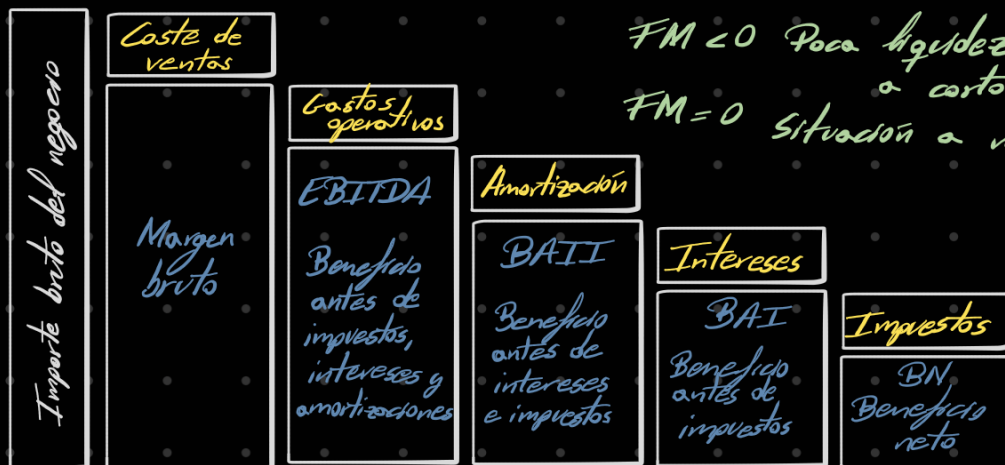 Importe bruto del negocio
Coste de
ventas
Margen
bruto
Gastos
operativos
EBITDA
Beneficio
antes de
impuestos,
intereses y
amortizaciones
Amortización
BAII
Beneficio
antes de
intereses
e impuestos
Intereses
BAI
Beneficio
antes de
impuestos
Impuestos
BN
Beneficio
neto
FM < 0 Poca liquidez
a corto
FM = 0 Situación a